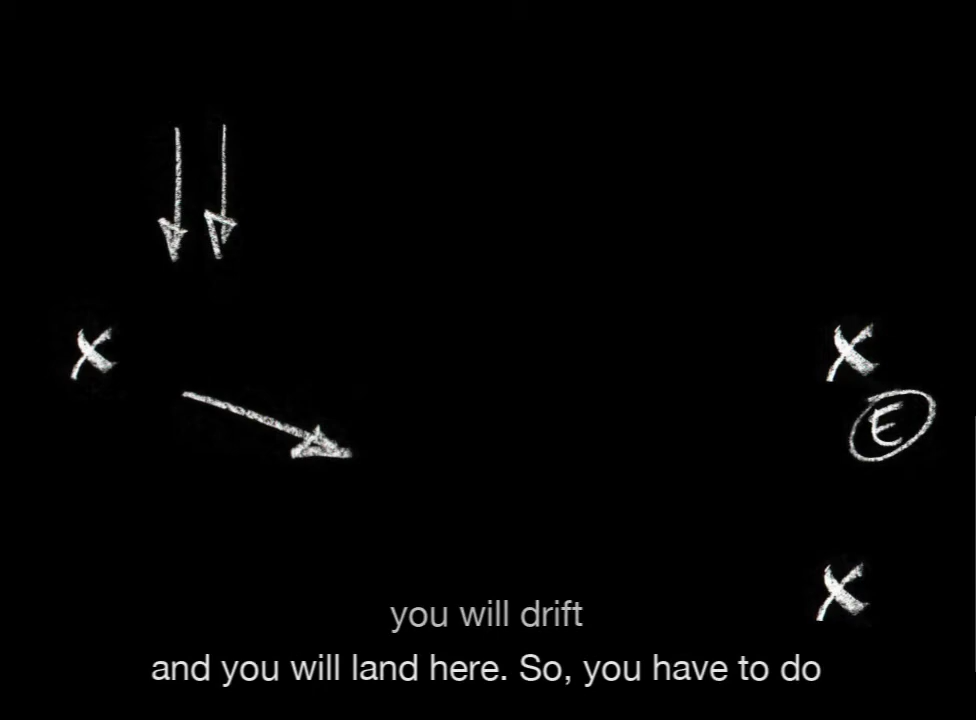 X X
E
X
you will drift
and you will land here. So, you have to do